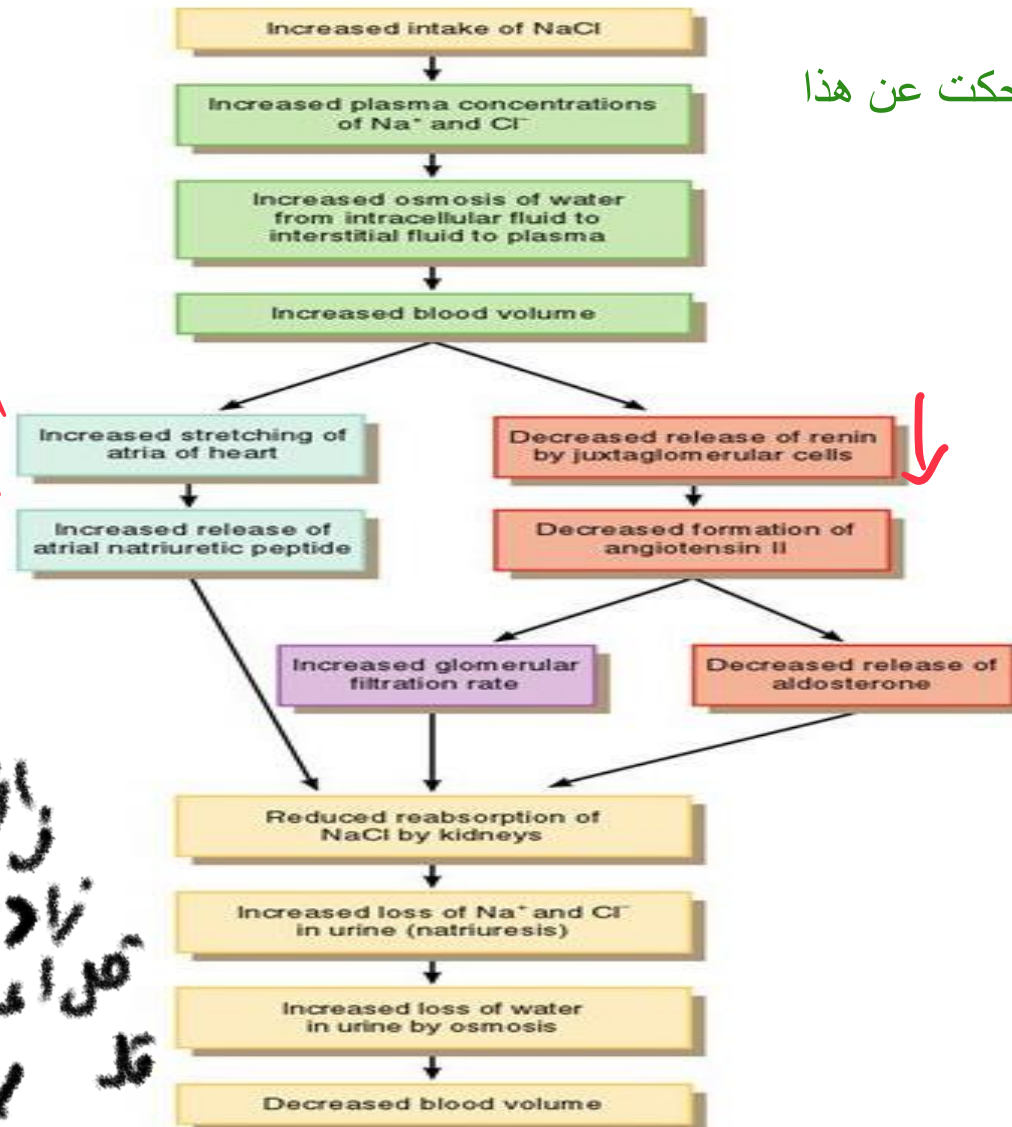 Increased intake of NaCl
حكت عن هذا
Increased plasma concentrations
of Na⁺ and Cl⁻
Increased osmosis of water
from intracellular fluid to
interstitial fluid to plasma
Increased blood volume
Increased stretching of
atria of heart
Decreased release of renin
by juxtaglomerular cells
Increased release of
atrial natriuretic peptide
Decreased formation of
angiotensin II
Increased glomerular
filtration rate
Decreased release of
aldosterone
زاد
قل
قل
Reduced reabsorption of
NaCl by kidneys
Increased loss of Na⁺ and Cl⁻
in urine (natriuresis)
Increased loss of water
in urine by osmosis
Decreased blood volume